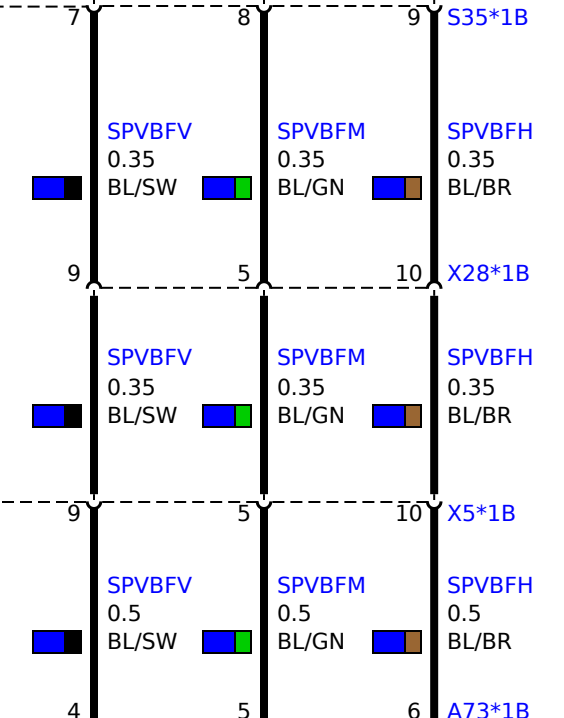 7 8 9 S35*1B
SPVBFV SPVBFM SPVBFH
0.35 0.35 0.35
BL/SW BL/GN BL/BR
9 5 10 X28*1B
SPVBFV SPVBFM SPVBFH
0.35 0.35 0.35
BL/SW BL/GN BL/BR
9 5 10 X5*1B
SPVBFV SPVBFM SPVBFH
0.5 0.5 0.5
BL/SW BL/GN BL/BR
4 5 6 A73*1B